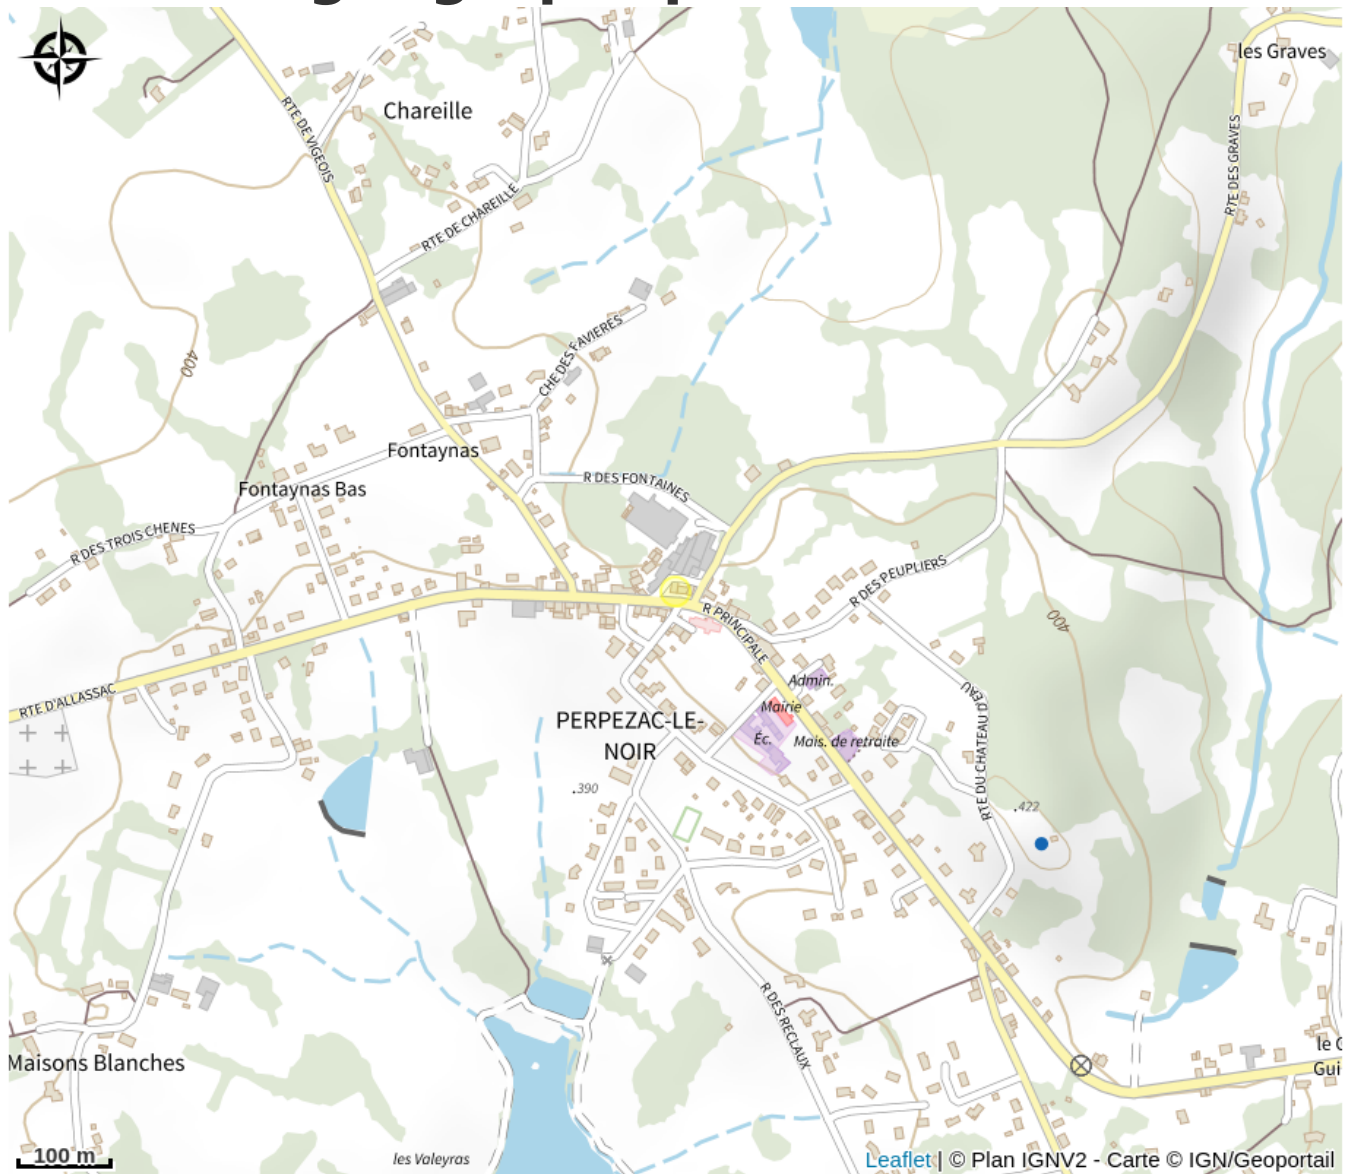 les Graves
Chareille
RTE DE VIGEOIS
RTE DES GRAVES
RTE DE CHAREILLE
CHE DES FAVIERES
400
Fontaynas
Fontaynas Bas
R DES FONTAINES
R DES TROIS CHENES
R DES PEUPLIERS
R PRINCIPALE
400
RTE D'ALLASSAC
Admin.
Mairie
PERPEZAC-LE-
NOIR
Éc.
Mais. de retraite
RTE DU CHATEAU D'EAU
.390
.422
R DES RECLAUX
Maisons Blanches
le G
Gui
les Valeyras
100 m
Leaflet | © Plan IGNV2 - Carte © IGN/Geoportail